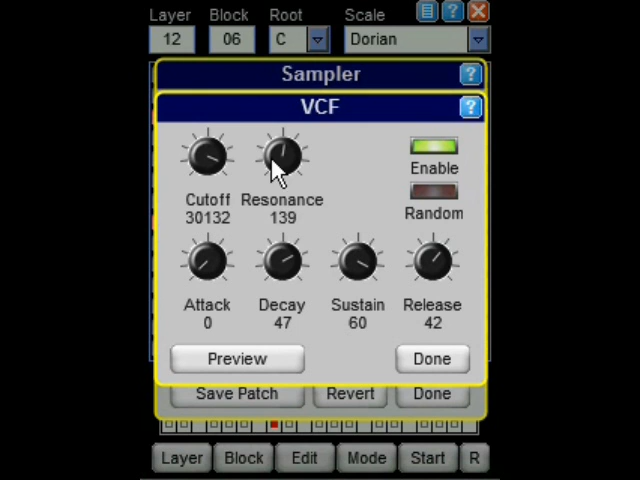 Layer Block Root Scale
12 06 C Dorian
Sampler ?
VCF ?
Enable
Cutoff Resonance
30132 139
Random
Attack Decay Sustain Release
0 47 60 42
Preview Done
Save Patch Revert Done
Layer Block Edit Mode Start R